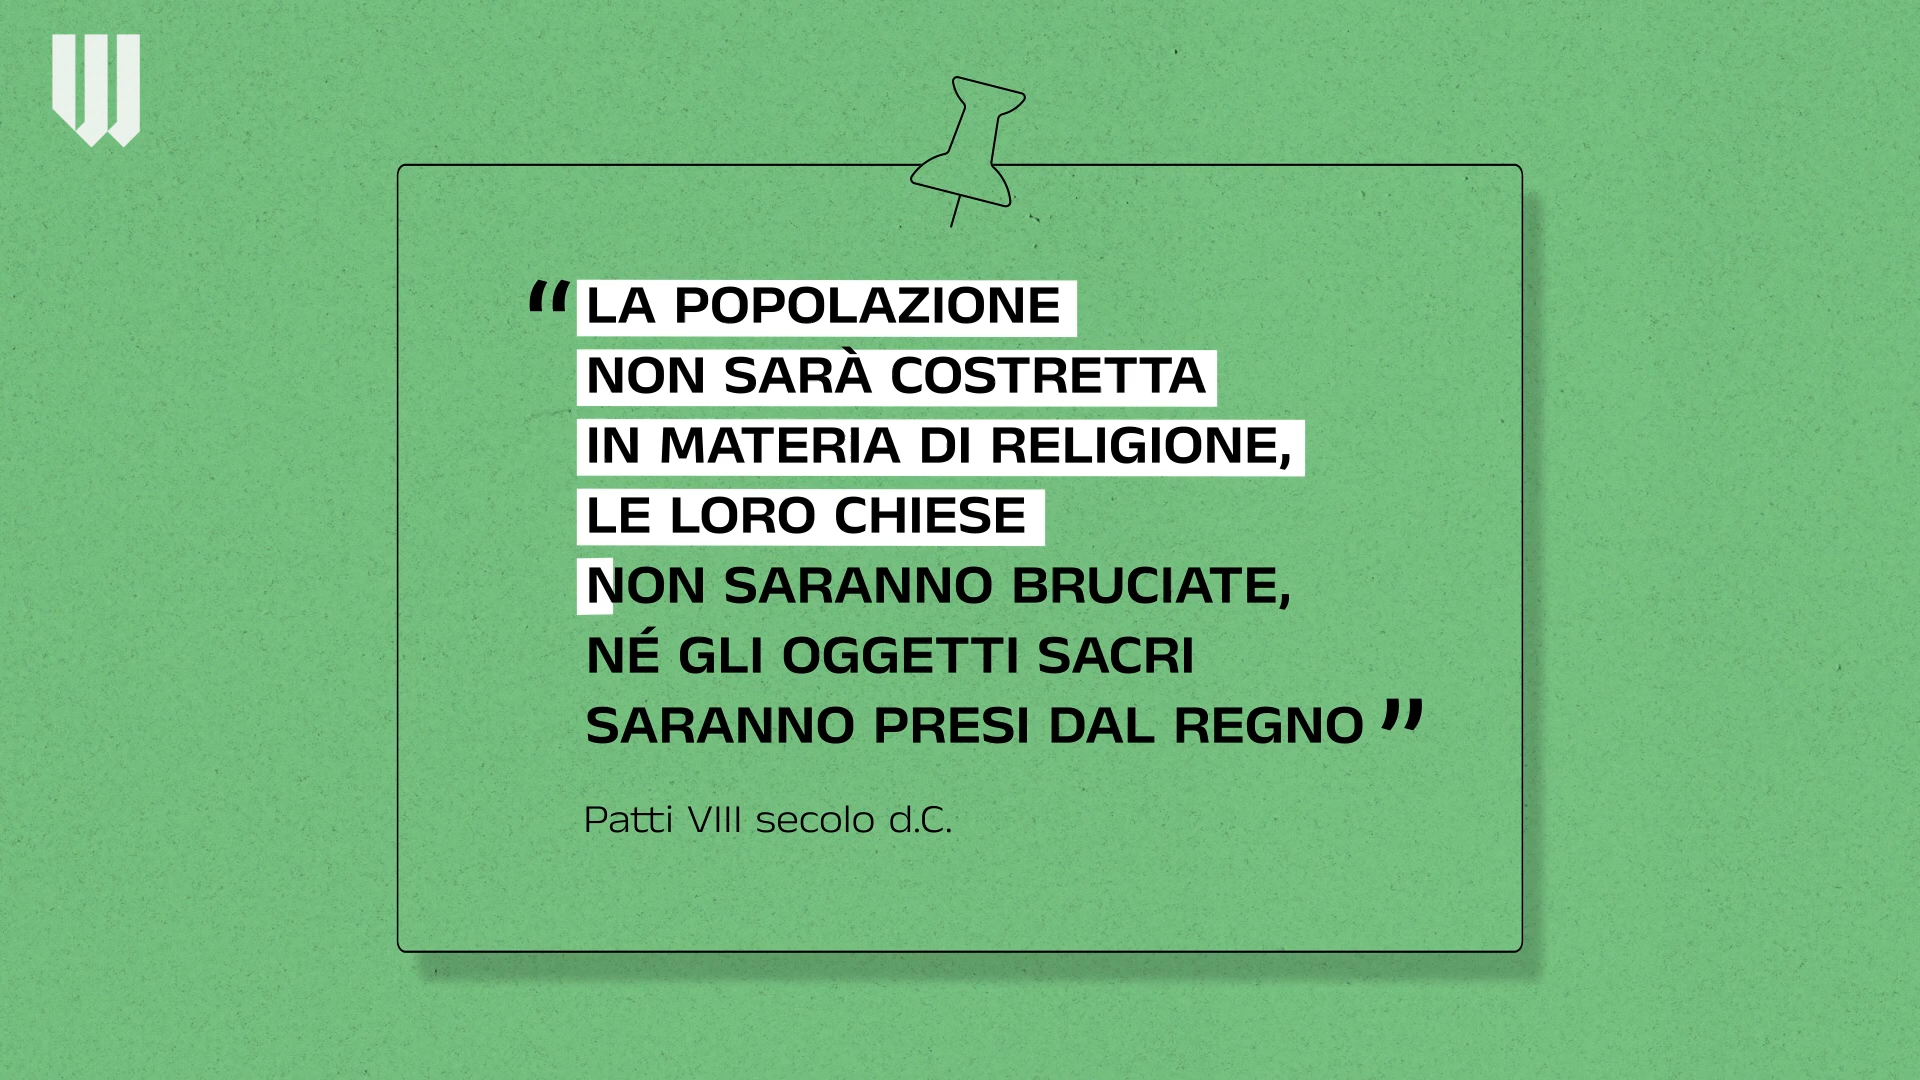 “LA POPOLAZIONE
NON SARÀ COSTRETTA
IN MATERIA DI RELIGIONE,
LE LORO CHIESE
NON SARANNO BRUCIATE,
NÉ GLI OGGETTI SACRI
SARANNO PRESI DAL REGNO”
Patti VIII secolo d.C.